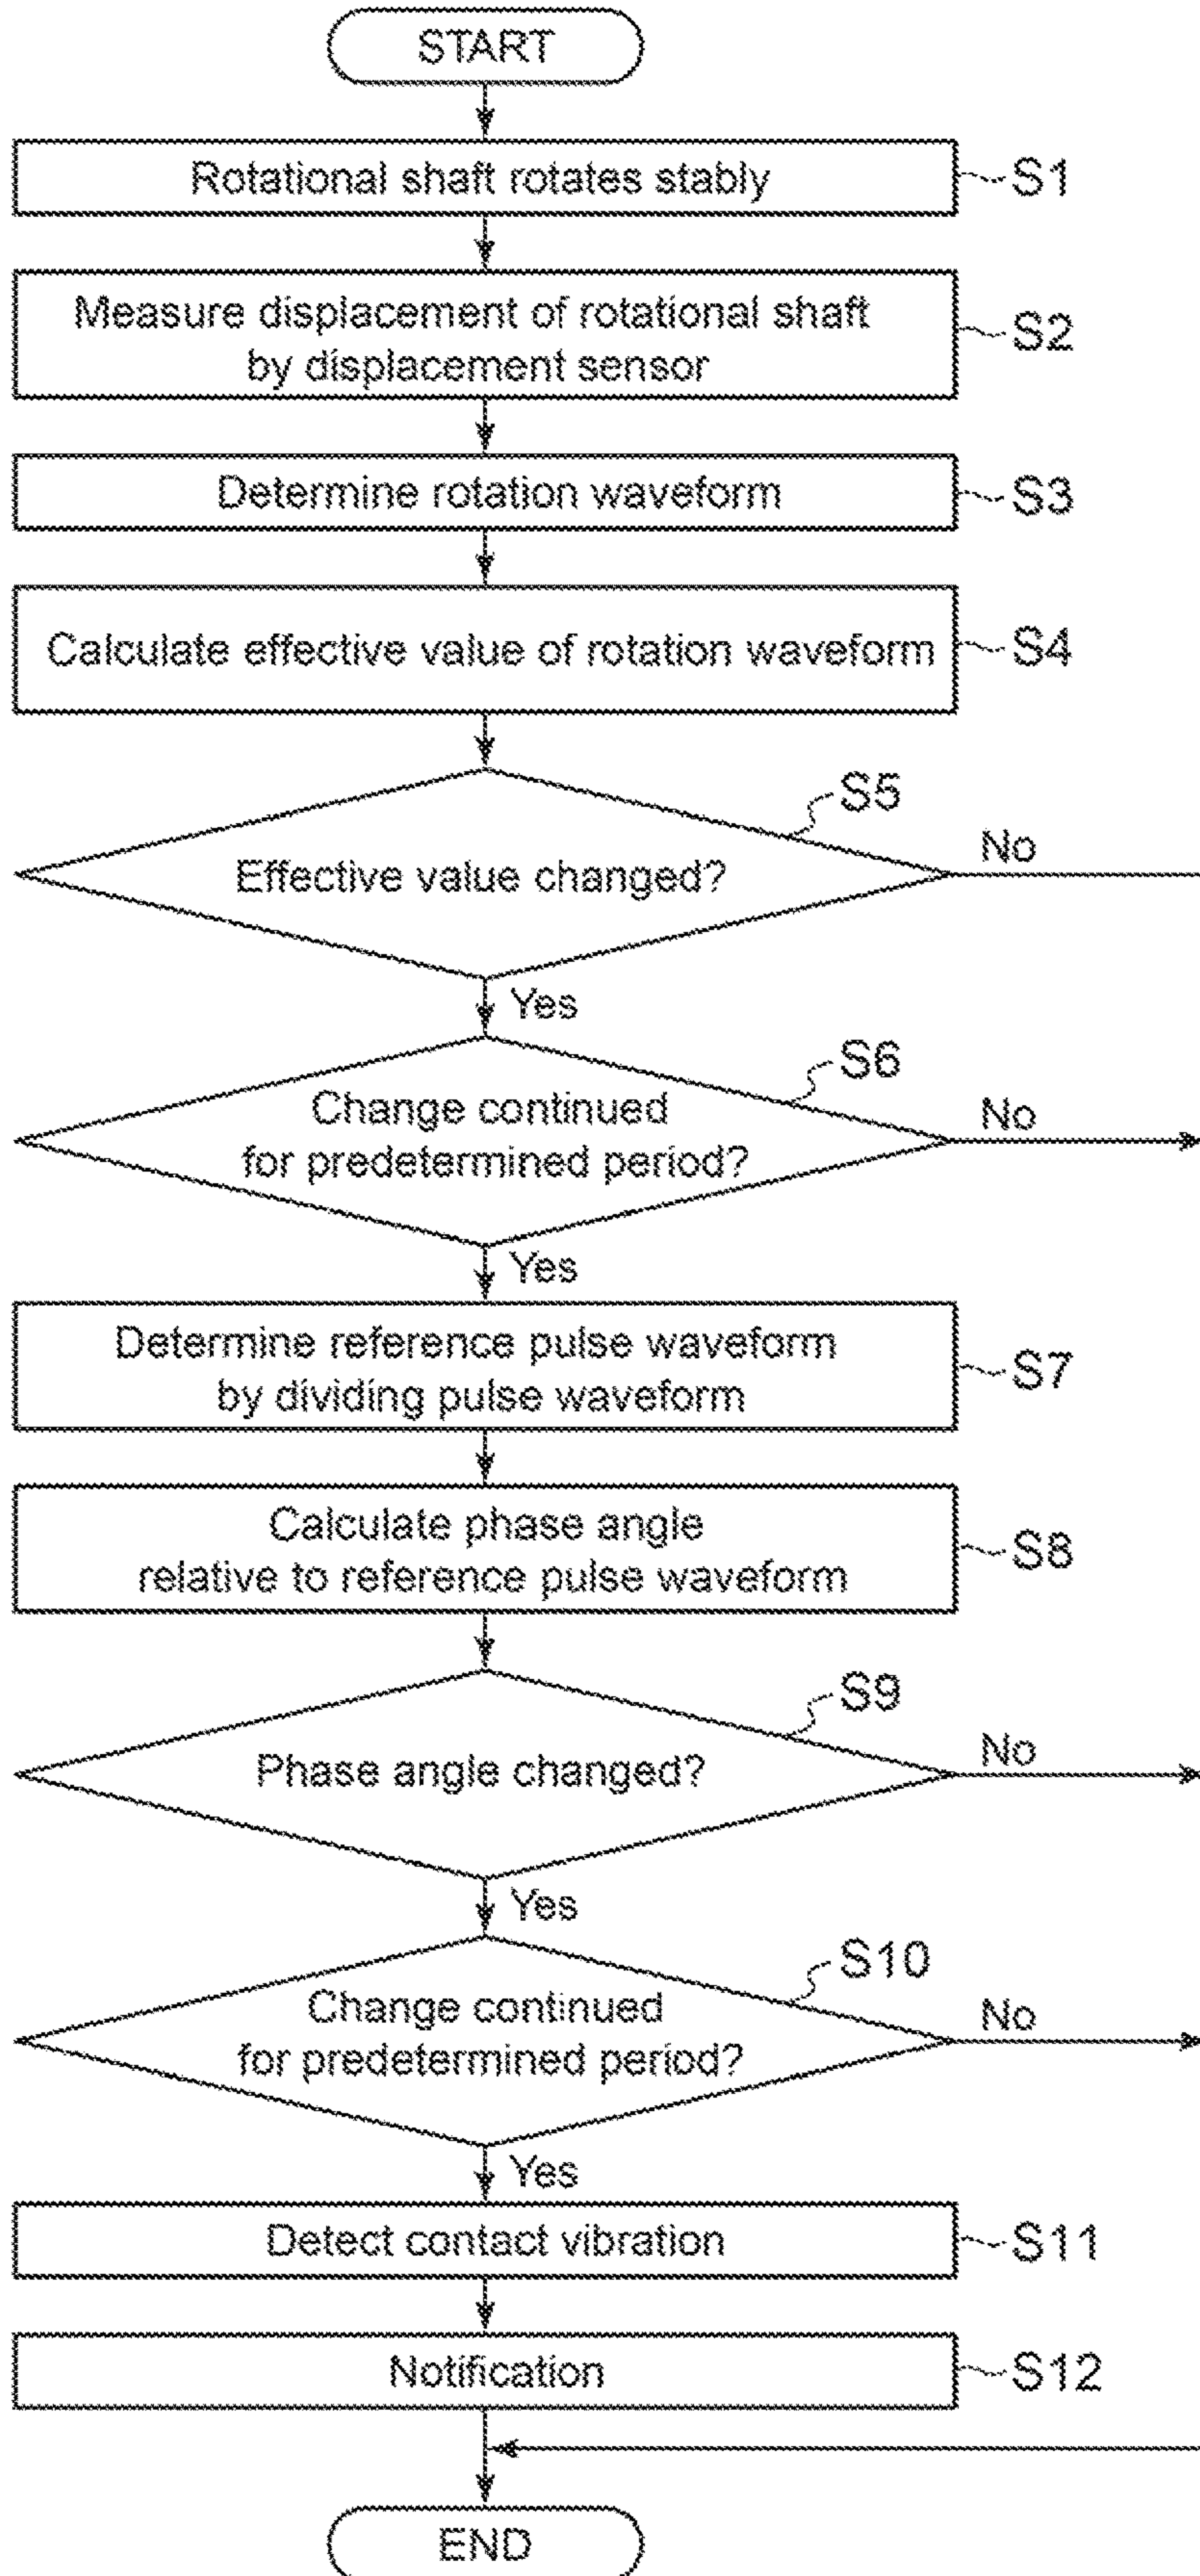 START
Rotational shaft rotates stably
S1
Measure displacement of rotational shaft
by displacement sensor
S2
Determine rotation waveform
S3
Calculate effective value of rotation waveform
S4
S5
Effective value changed?
No
Yes
S6
Change continued
for predetermined period?
No
Yes
Determine reference pulse waveform
by dividing pulse waveform
S7
Calculate phase angle
relative to reference pulse waveform
S8
S9
Phase angle changed?
No
Yes
S10
Change continued
for predetermined period?
No
Yes
Detect contact vibration
S11
Notification
S12
END